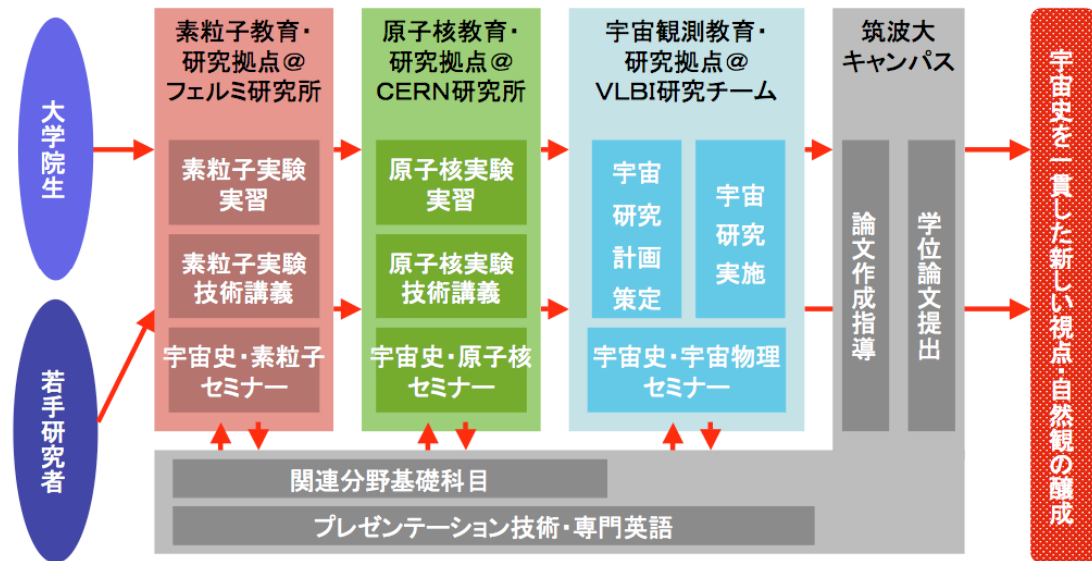 大学院生
若手研究者
素粒子教育・
研究拠点＠
フェルミ研究所
素粒子実験
実習
素粒子実験
技術講義
宇宙史・素粒子
セミナー
原子核教育・
研究拠点＠
CERN研究所
原子核実験
実習
原子核実験
技術講義
宇宙史・原子核
セミナー
宇宙観測教育・
研究拠点＠
VLBI研究チーム
宇宙
研究
計画
策定
宇宙
研究
実施
宇宙史・宇宙物理
セミナー
筑波大
キャンパス
論文作成指導
学位論文提出
関連分野基礎科目
プレゼンテーション技術・専門英語
宇宙史を一貫した新しい視点・自然観の醸成